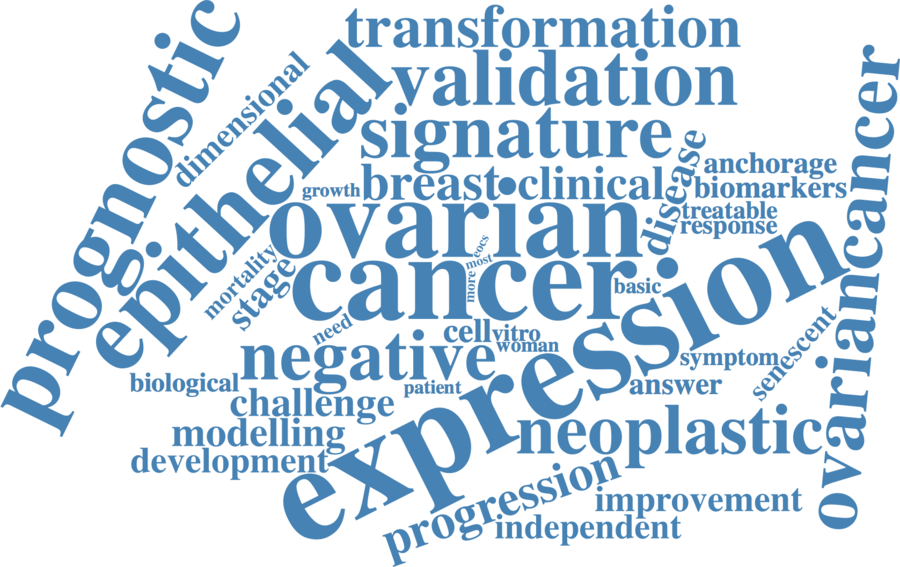 prognostic
transformation
dimensional
epithelial
validation
signature
ovariancancer
disease
anchorage
growth
breast
clinical
biomarkers
treatable
response
ovarian
eocs
most
more
mortality
stage
cancer
basic
expression
need
cell
vitro
woman
negative
symptom
senescent
biological
patient
answer
challenge
modelling
neoplastic
development
progression
improvement
independent